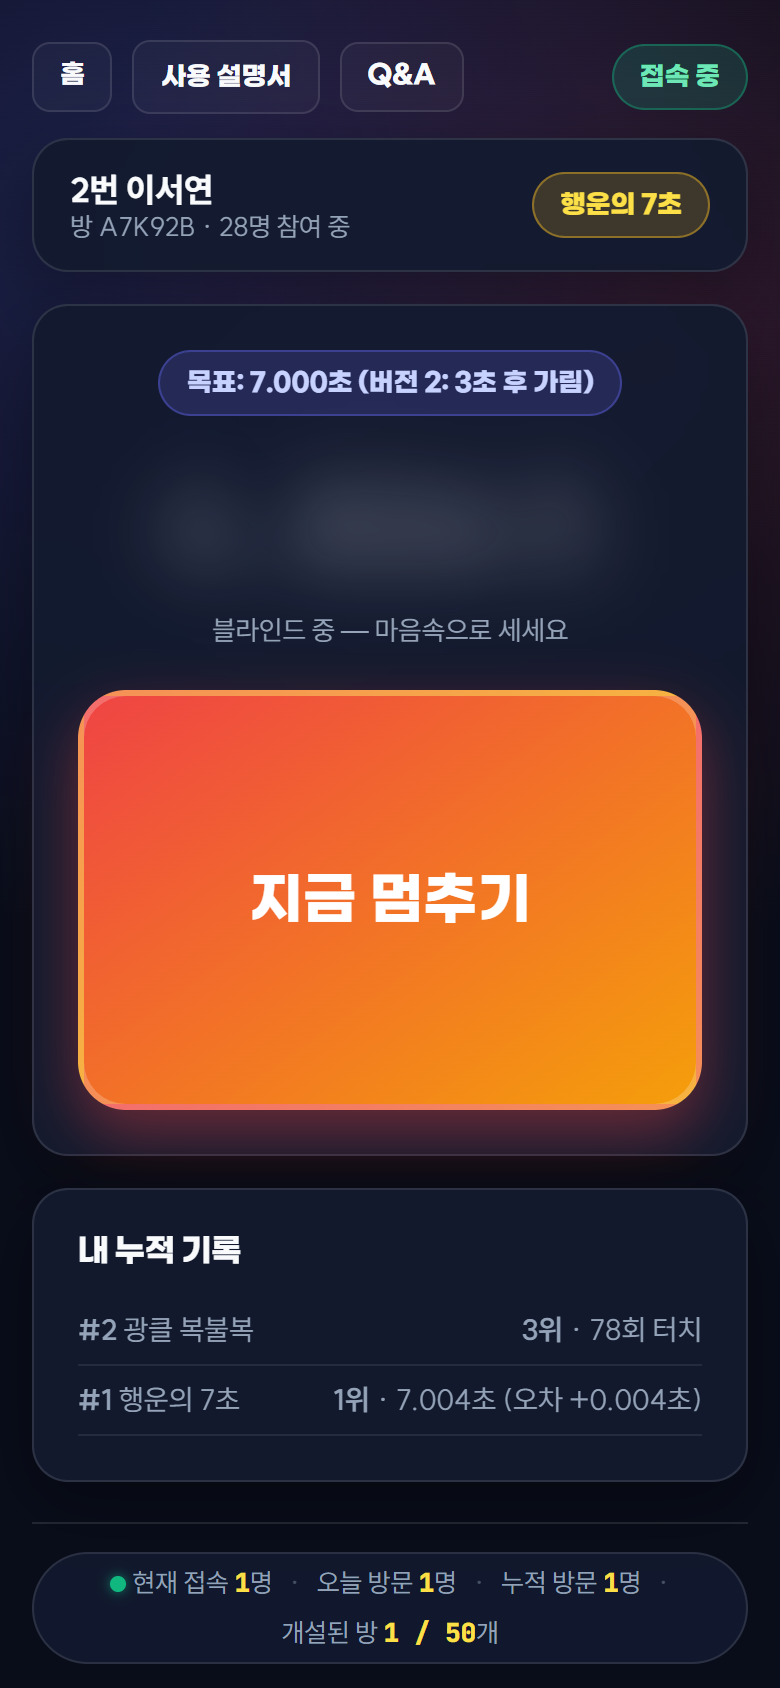 홈 사용 설명서 Q&A 접속 중
2번 이서연
방 A7K92B · 28명 참여 중
행운의 7초
목표: 7.000초 (버전 2: 3초 후 가림)
블라인드 중 — 마음속으로 세세요
지금 멈추기
내 누적 기록
#2 광클 복불복 3위 · 78회 터치
#1 행운의 7초 1위 · 7.004초 (오차 +0.004초)
현재 접속 1명 · 오늘 방문 1명 · 누적 방문 1명 ·
개설된 방 1 / 50개